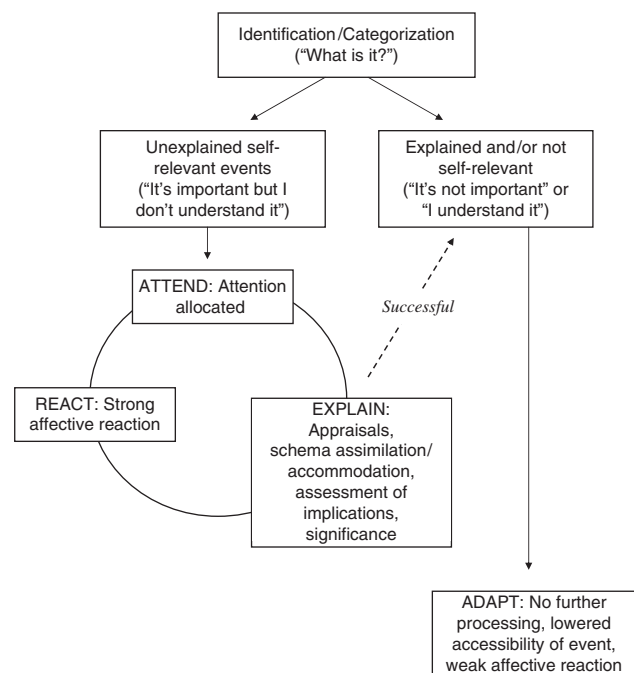 Identification/Categorization
(“What is it?”)
Unexplained self-
relevant events
(“It’s important but I
don’t understand it”)
Explained and/or not
self-relevant
(“It’s not important” or
“I understand it”)
ATTEND: Attention
allocated
Successful
REACT: Strong
affective reaction
EXPLAIN:
Appraisals,
schema assimilation/
accommodation,
assessment of
implications,
significance
ADAPT: No further
processing, lowered
accessibility of event,
weak affective reaction